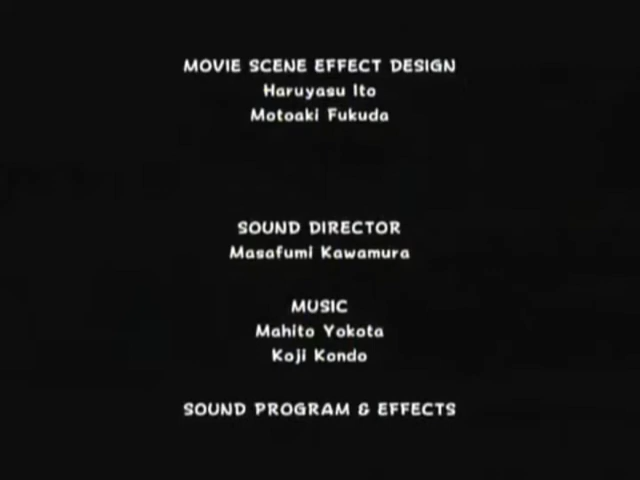 MOVIE SCENE EFFECT DESIGN
Haruyasu Ito
Motoaki Fukuda
SOUND DIRECTOR
Masafumi Kawamura
MUSIC
Mahito Yokota
Koji Kondo
SOUND PROGRAM & EFFECTS